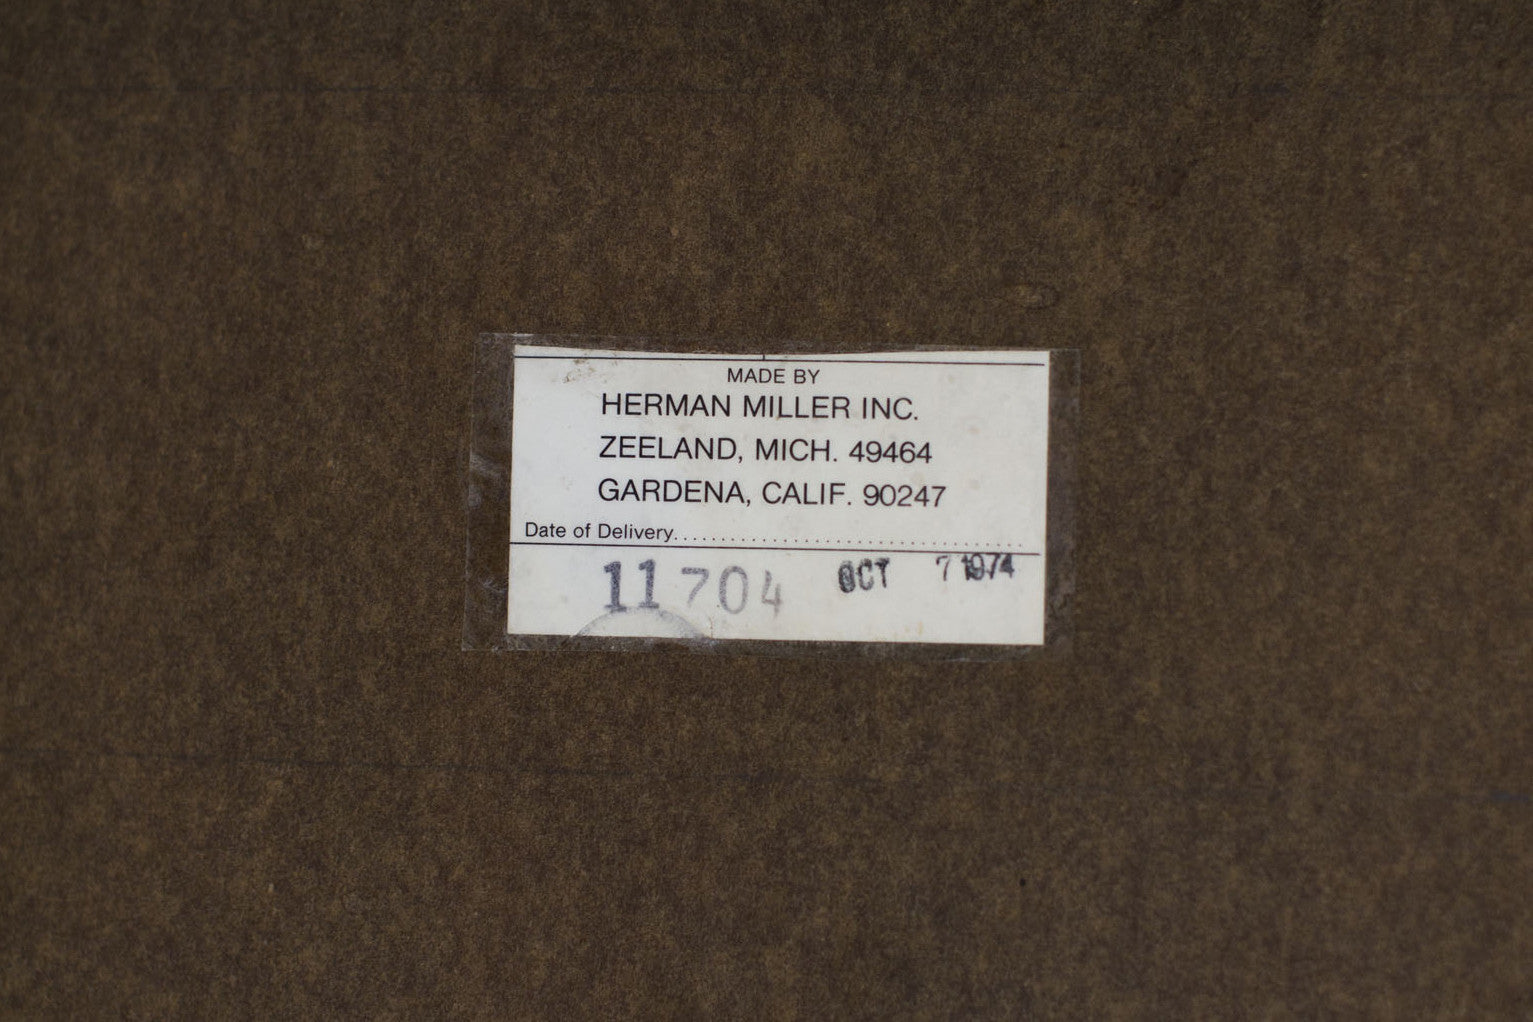 MADE BY
HERMAN MILLER INC.
ZEELAND, MICH. 49464
GARDENA, CALIF. 90247
Date of Delivery................................
11704 OCT 7 1974